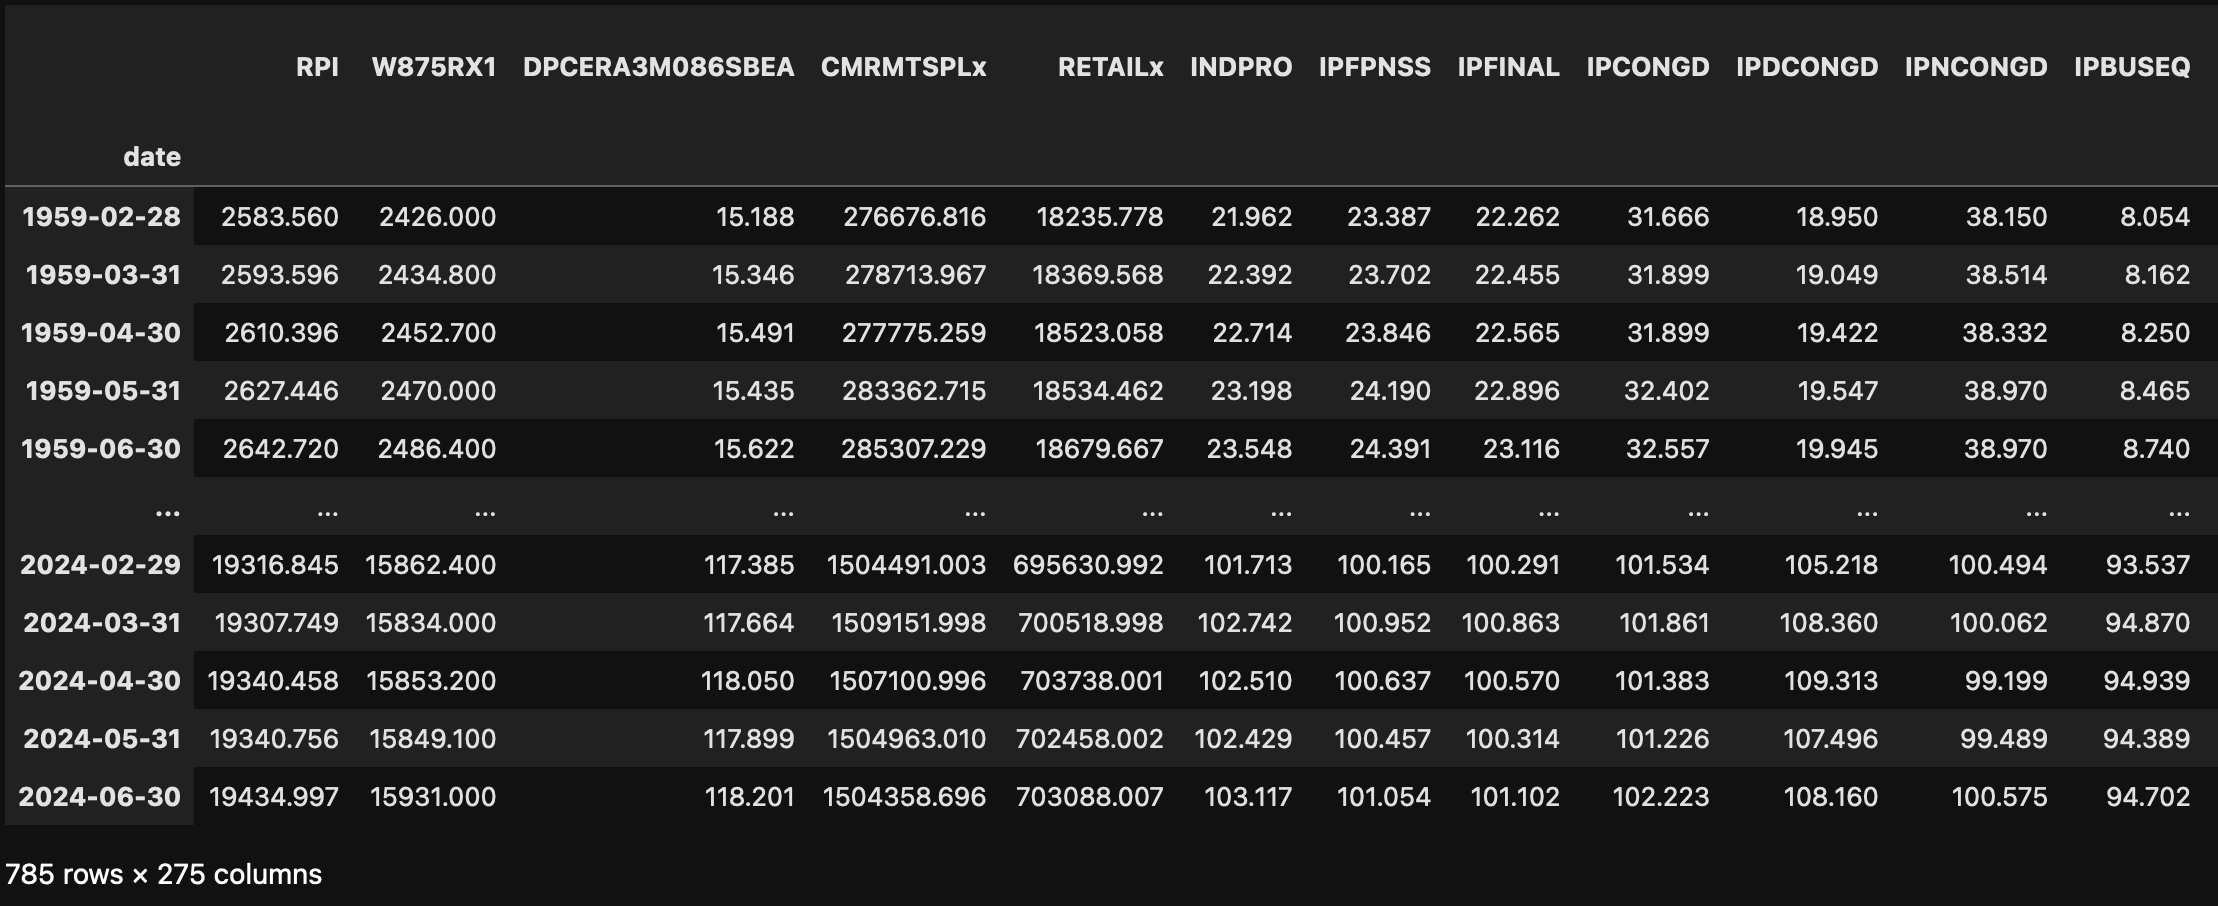 RPI W875RX1 DPCERA3M086SBEA CMRMTSPLx RETAILx INDPRO IPFPNSS IPFINAL IPCONGD IPDCONGD IPNCONGD IPBUSEQ
date
1959-02-28 2583.560 2426.000 15.188 276676.816 18235.778 21.962 23.387 22.262 31.666 18.950 38.150 8.054
1959-03-31 2593.596 2434.800 15.346 278713.967 18369.568 22.392 23.702 22.455 31.899 19.049 38.514 8.162
1959-04-30 2610.396 2452.700 15.491 277775.259 18523.058 22.714 23.846 22.565 31.899 19.422 38.332 8.250
1959-05-31 2627.446 2470.000 15.435 283362.715 18534.462 23.198 24.190 22.896 32.402 19.547 38.970 8.465
1959-06-30 2642.720 2486.400 15.622 285307.229 18679.667 23.548 24.391 23.116 32.557 19.945 38.970 8.740
... ... ... ... ... ... ... ... ... ... ... ... ...
2024-02-29 19316.845 15862.400 117.385 1504491.003 695630.992 101.713 100.165 100.291 101.534 105.218 100.494 93.537
2024-03-31 19307.749 15834.000 117.664 1509151.998 700518.998 102.742 100.952 100.863 101.861 108.360 100.062 94.870
2024-04-30 19340.458 15853.200 118.050 1507100.996 703738.001 102.510 100.637 100.570 101.383 109.313 99.199 94.939
2024-05-31 19340.756 15849.100 117.899 1504963.010 702458.002 102.429 100.457 100.314 101.226 107.496 99.489 94.389
2024-06-30 19434.997 15931.000 118.201 1504358.696 703088.007 103.117 101.054 101.102 102.223 108.160 100.575 94.702
785 rows × 275 columns